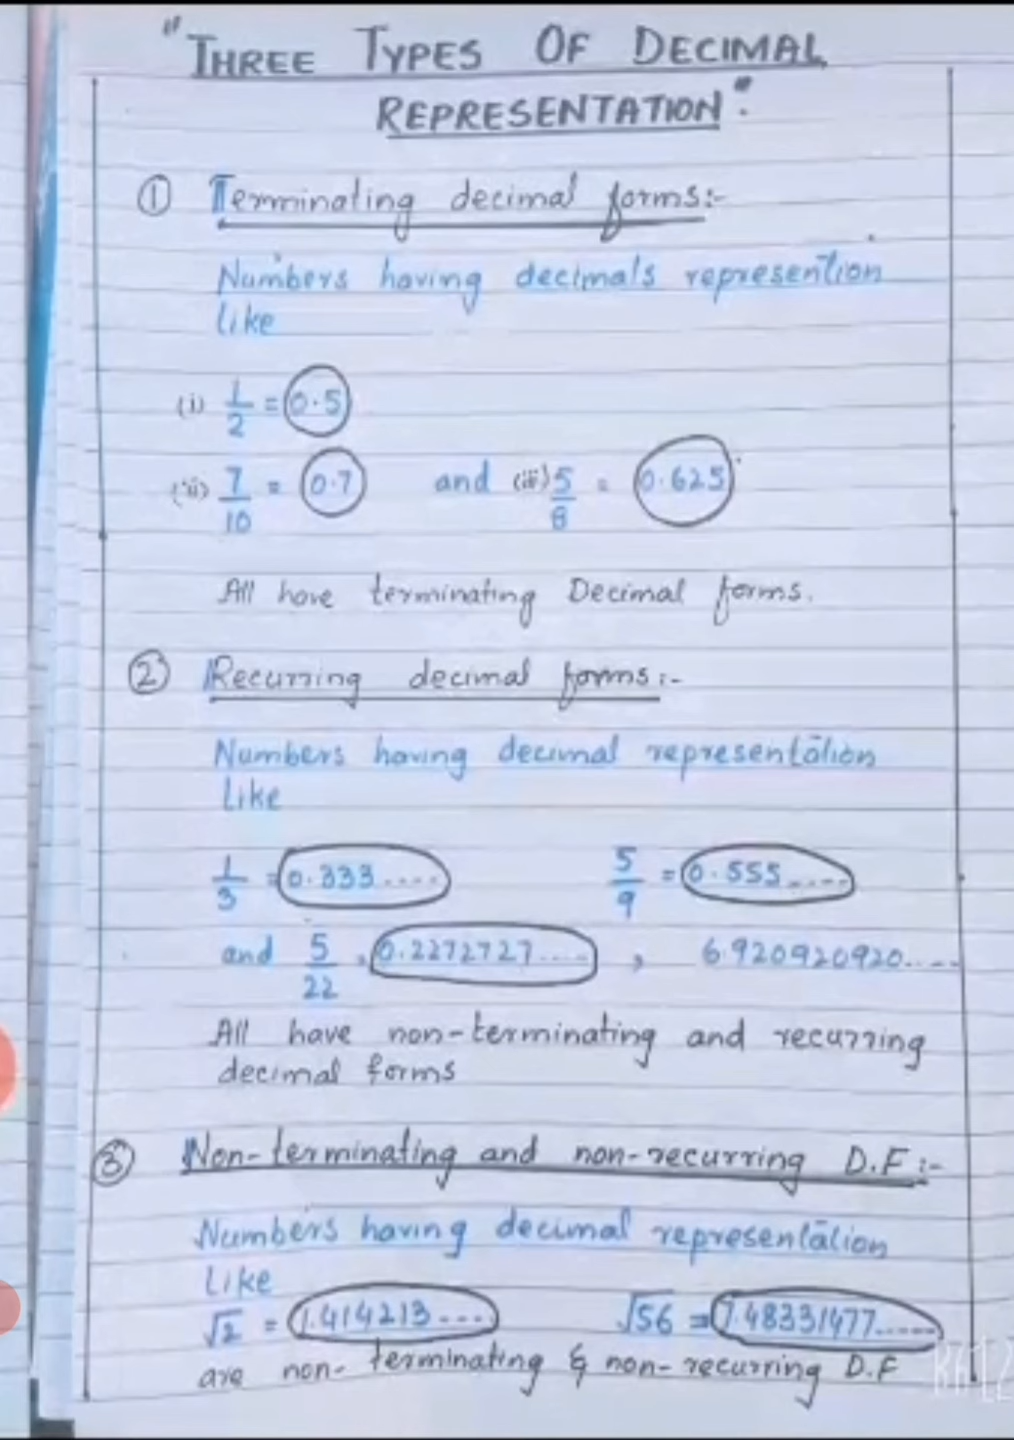 "THREE TYPES OF DECIMAL
REPRESENTATION".
① Terminating decimal forms:-
Numbers having decimals represention
like
(i) 1/2 = 0.5
(ii) 7/10 = 0.7 and (iii) 5/8 = 0.625
All have terminating Decimal forms.
② Recurring decimal forms:-
Numbers having decimal representation
Like
1/3 = 0.333.... 5/9 = 0.555.....
and 5/22 = 0.2272727..... , 6.920920920.....
All have non-terminating and recurring
decimal forms
③ Non-terminating and non-recurring D.F:-
Numbers having decimal representation
Like
√2 = 1.414213.... √56 = 7.48331477.....
are non-terminating & non-recurring D.F